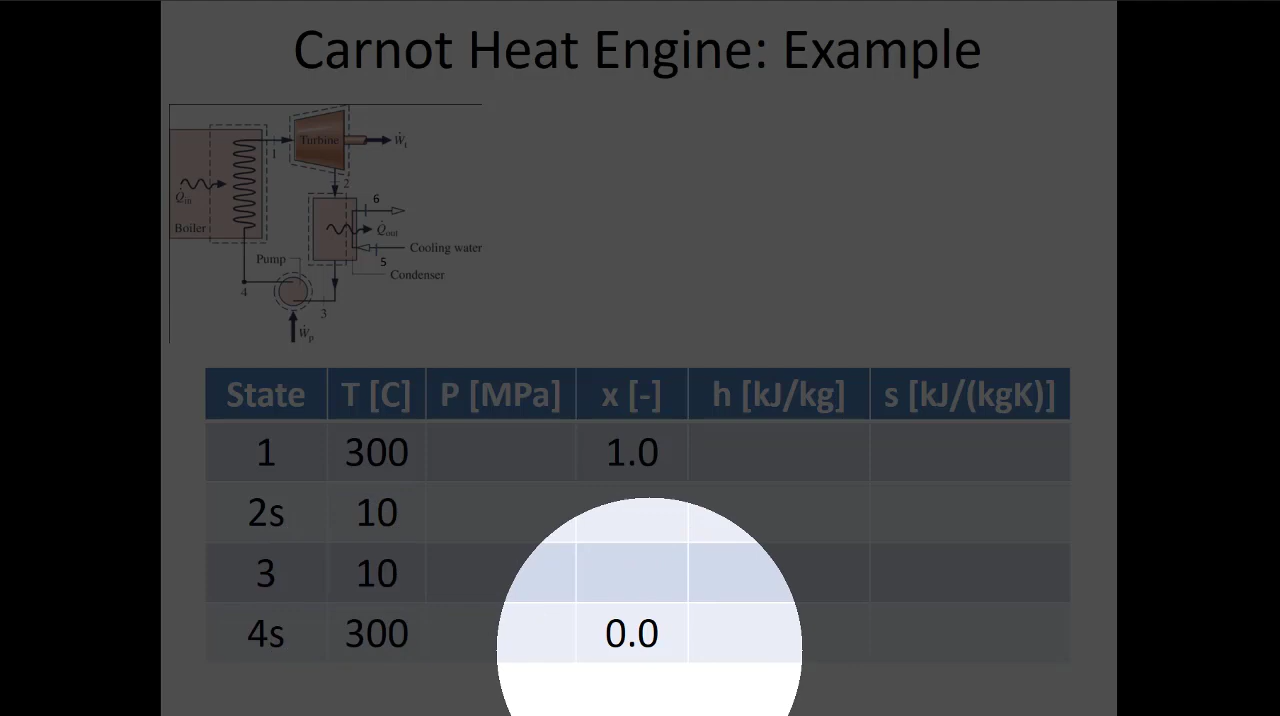 Carnot Heat Engine: Example
Turbine
Ẇt
1
2
6
Q̇in
Q̇out
Boiler
Cooling water
Pump
5
Condenser
4
3
Ẇp
State T [C] P [MPa] x [-] h [kJ/kg] s [kJ/(kgK)]
1 300 1.0
2s 10
3 10
4s 300 0.0